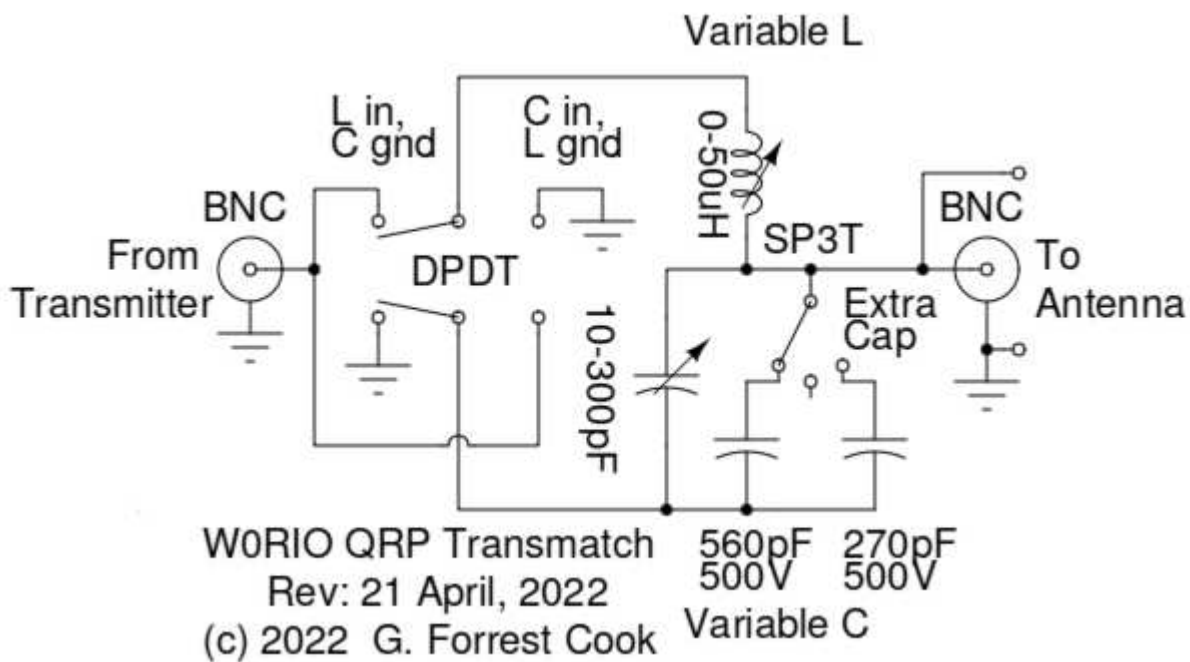 Variable L
L in,
C gnd
C in,
L gnd
0-50uH
BNC
From
Transmitter
DPDT
SP3T
BNC
To
Antenna
Extra
Cap
10-300pF
W0RIO QRP Transmatch
Rev: 21 April, 2022
(c) 2022 G. Forrest Cook
560pF
500V
270pF
500V
Variable C